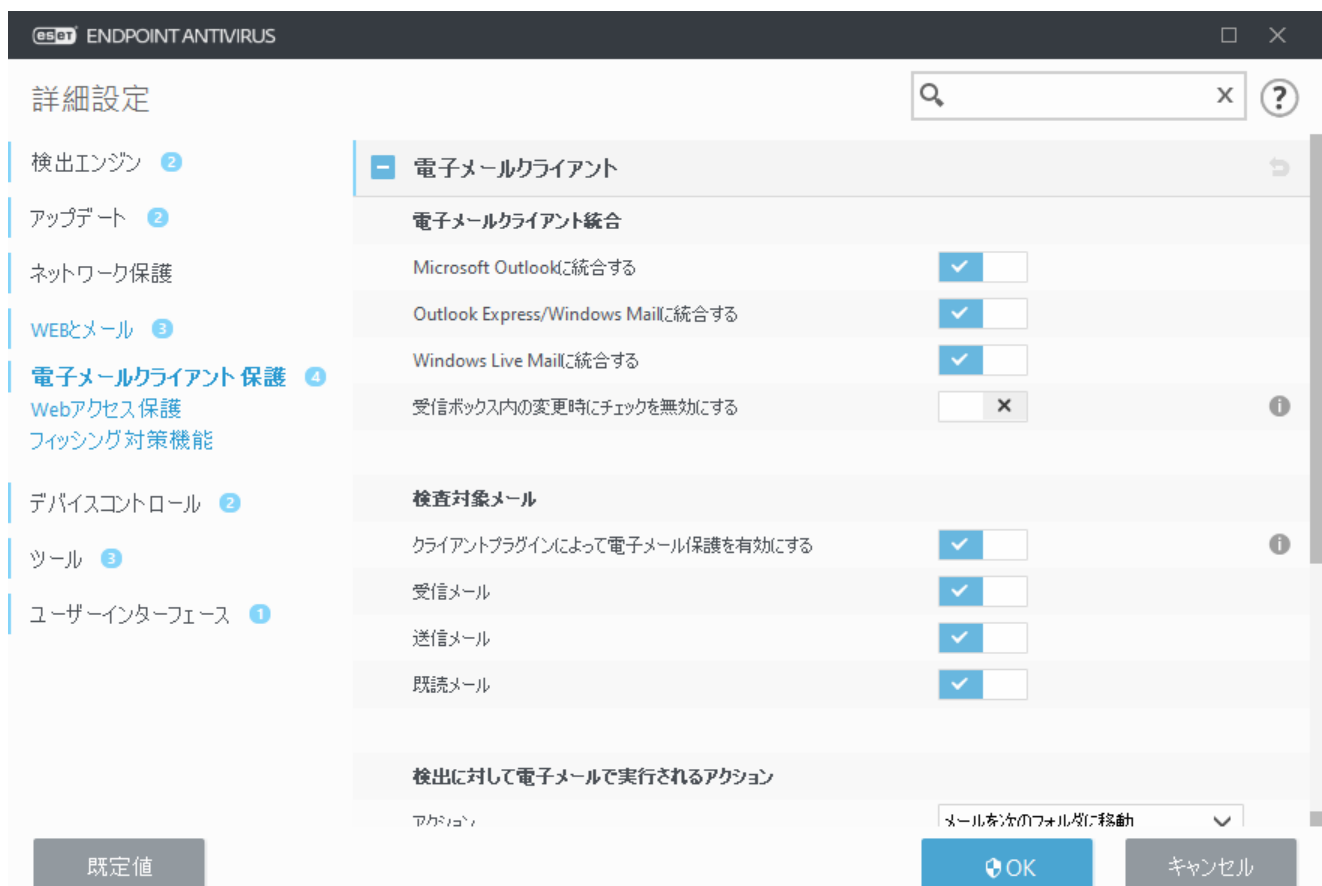 eset ENDPOINT ANTIVIRUS
詳細設定
検出エンジン 2
アップデート 2
ネットワーク保護
WEBとメール 3
電子メールクライアント保護 4
Webアクセス保護
フィッシング対策機能
デバイスコントロール 2
ツール 3
ユーザーインターフェース 1
電子メールクライアント
電子メールクライアント統合
Microsoft Outlookに統合する
Outlook Express/Windows Mailに統合する
Windows Live Mailに統合する
受信ボックス内の変更時にチェックを無効にする
検査対象メール
クライアントプラグインによって電子メール保護を有効にする
受信メール
送信メール
既読メール
検出に対して電子メールで実行されるアクション
アクション メールを次のフォルダに移動
既定値 OK キャンセル